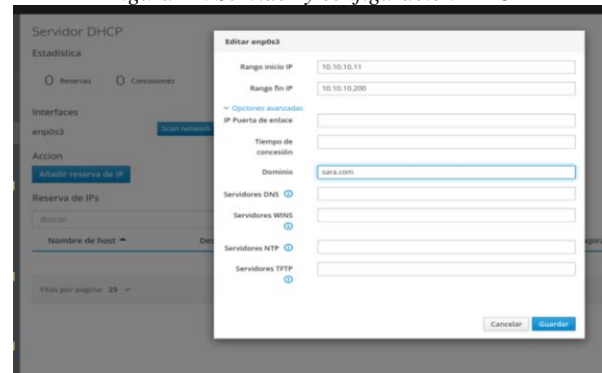 Servidor DHCP
Estadística
0 Reservas 0 Concesiones
Interfaces
enp0s3
Scan network
Accion
Añadir reserva de IP
Reserva de IPs
Buscar
Nombre de host
Filas por pagina 25
Editar enp0s3
Rango inicio IP 10.10.10.11
Rango fin IP 10.10.10.200
Opciones avanzadas
IP Puerta de enlace
Tiempo de
concesión
Dominio sara.com
Servidores DNS
Servidores WINS
Servidores NTP
Servidores TFTP
Cancelar Guardar